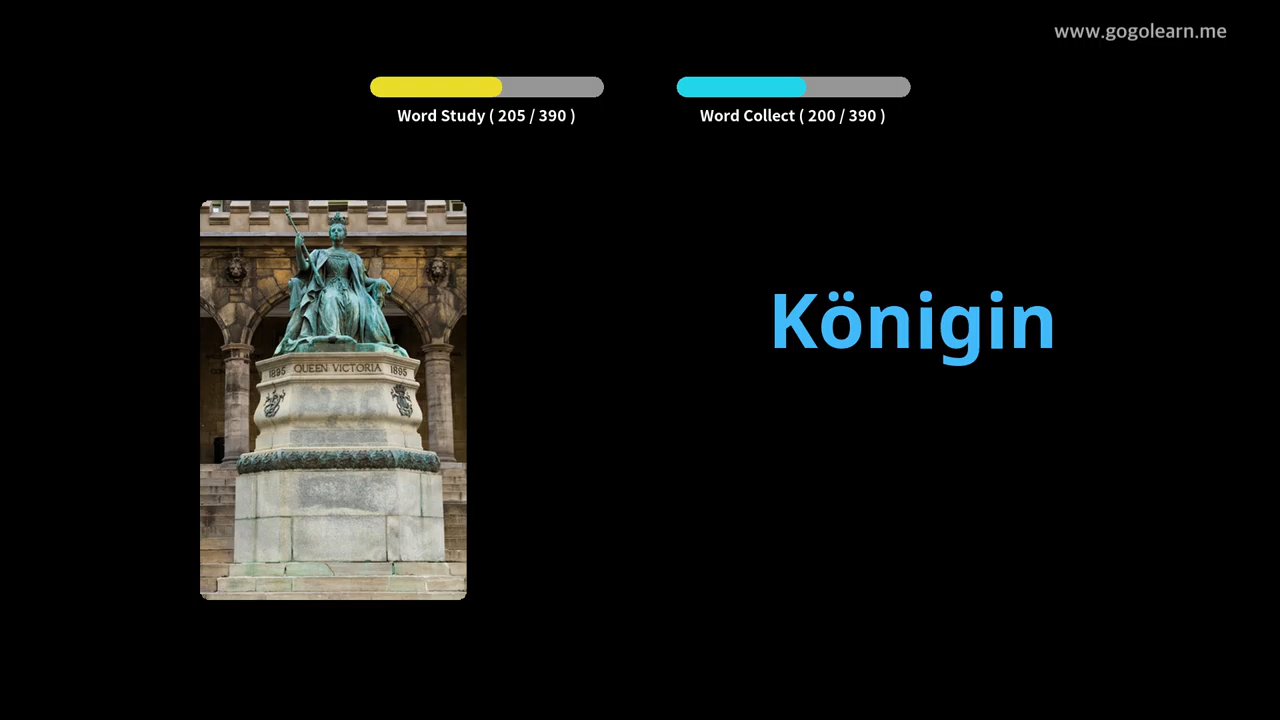 www.gogolearn.me
Word Study ( 205 / 390 )
Word Collect ( 200 / 390 )
Königin
1895 QUEEN VICTORIA 1895